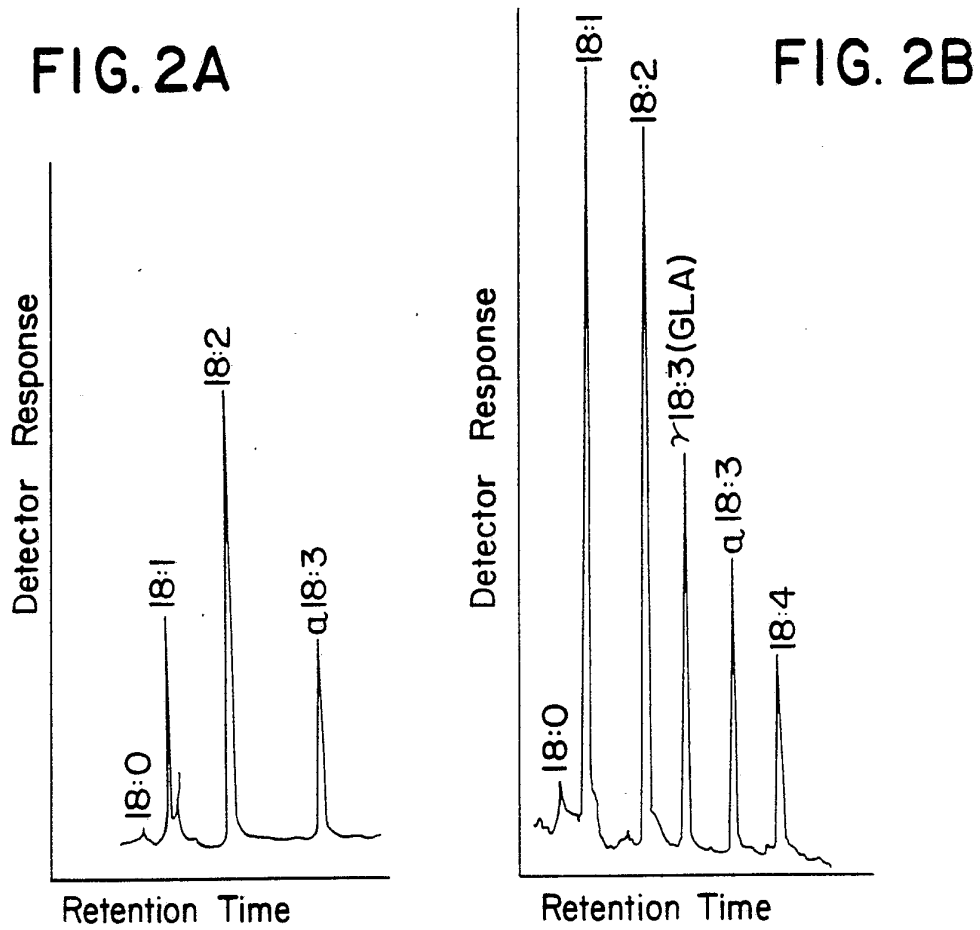 FIG. 2A
Detector Response
18:0
18:1
18:2
α18:3
Retention Time
FIG. 2B
Detector Response
18:0
18:1
18:2
γ18:3(GLA)
α18:3
18:4
Retention Time